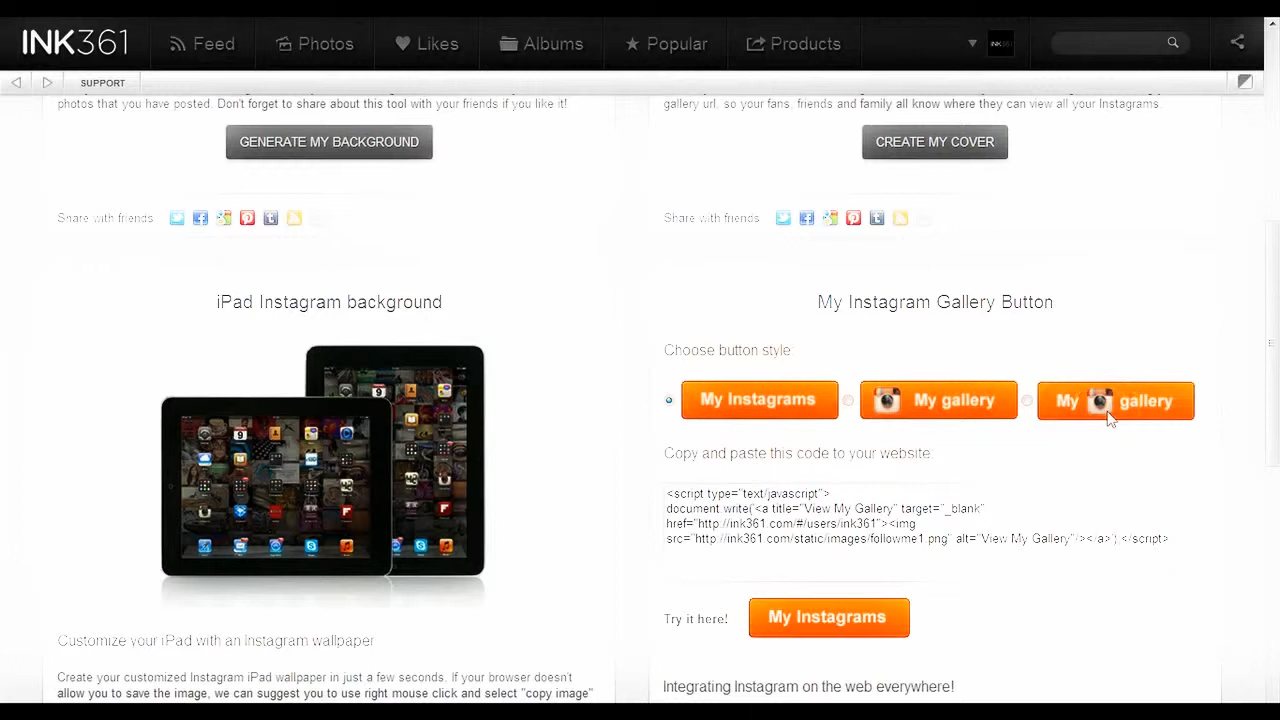 INK361 Feed Photos Likes Albums Popular Products
SUPPORT
photos that you have posted. Don't forget to share about this tool with your friends if you like it!
GENERATE MY BACKGROUND
Share with friends
gallery url, so your fans, friends and family all know where they can view all your Instagrams.
CREATE MY COVER
Share with friends
iPad Instagram background
Customize your iPad with an Instagram wallpaper
Create your customized Instagram iPad wallpaper in just a few seconds. If your browser doesn't
allow you to save the image, we can suggest you to use right mouse click and select "copy image"
My Instagram Gallery Button
Choose button style:
My Instagrams My gallery My gallery
Copy and paste this code to your website:
<script type="text/javascript">
document.write('<a title="View My Gallery" target="_blank"
href="http://ink361.com/#/users/ink361"><img
src="http://ink361.com/static/images/followme1.png" alt="View My Gallery"/></a>')</script>
Try it here! My Instagrams
Integrating Instagram on the web everywhere!